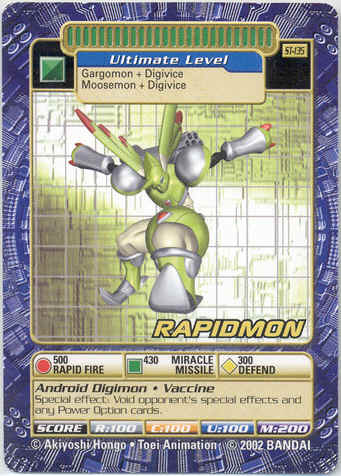 ST-135
Ultimate Level
Gargomon + Digivice
Moosemon + Digivice
RAPIDMON
500
RAPID FIRE
430 MIRACLE
MISSILE
300
DEFEND
Android Digimon • Vaccine
Special effect: Void opponent's special effects and
any Power Option cards.
SCORE R:100 C:100 U:100 M:200
© Akiyoshi Hongo • Toei Animation • © 2002 BANDAI